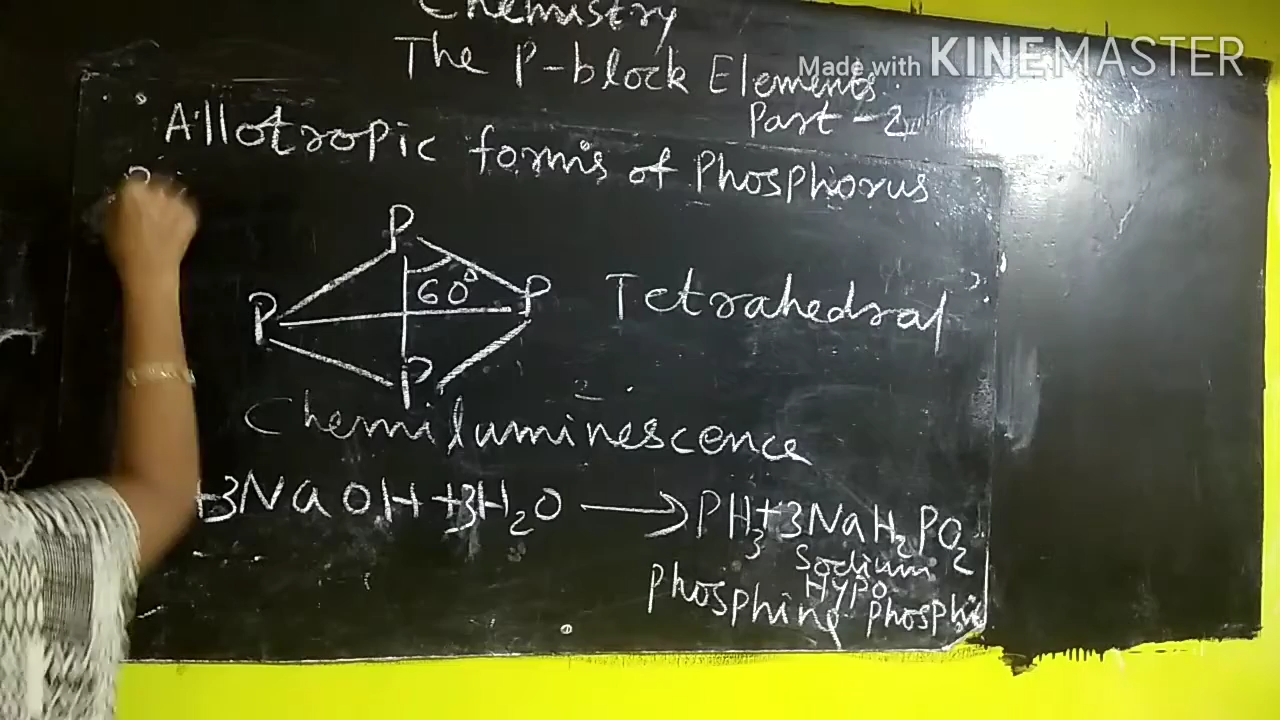 Chemistry
The P-block Elements
Part-2
Made with KINEMASTER
Allotropic forms of Phosphorus
P
60°
P P Tetrahedral
P
Chemiluminescence
+3NaOH +3H₂O → PH₃+3NaH₂PO₂
Sodium
Hypo
Phosphine